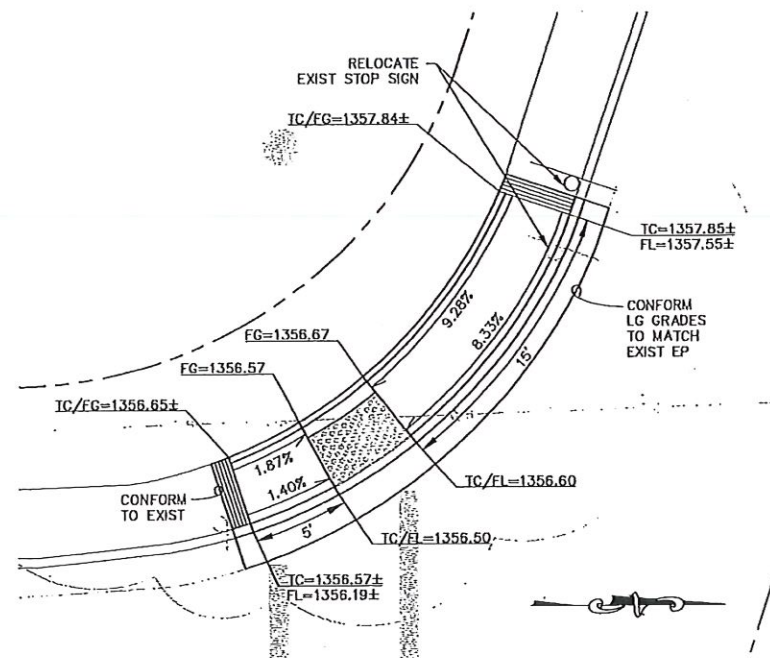 RELOCATE
EXIST STOP SIGN
TC/FG=1357.84±
TC=1357.85±
FL=1357.55±
CONFORM
LG GRADES
TO MATCH
EXIST EP
9.28%
8.33%
15'
FG=1356.67
FG=1356.57
TC/FG=1356.65±
1.87%
1.40%
CONFORM
TO EXIST
5'
TC/FL=1356.60
TC/FL=1356.50
TC=1356.57±
FL=1356.19±